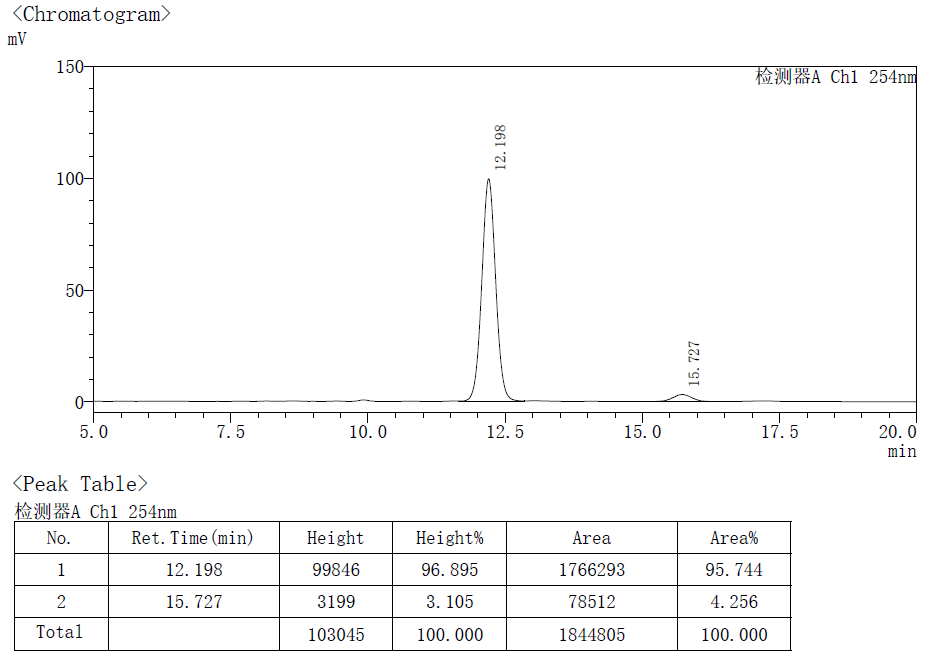 <Chromatogram>
mV
150
检测器A Ch1 254nm
12.198
100
50
15.727
0
5.0 7.5 10.0 12.5 15.0 17.5 20.0
min
<Peak Table>
检测器A Ch1 254nm
No. Ret.Time(min) Height Height% Area Area%
1 12.198 99846 96.895 1766293 95.744
2 15.727 3199 3.105 78512 4.256
Total 103045 100.000 1844805 100.000